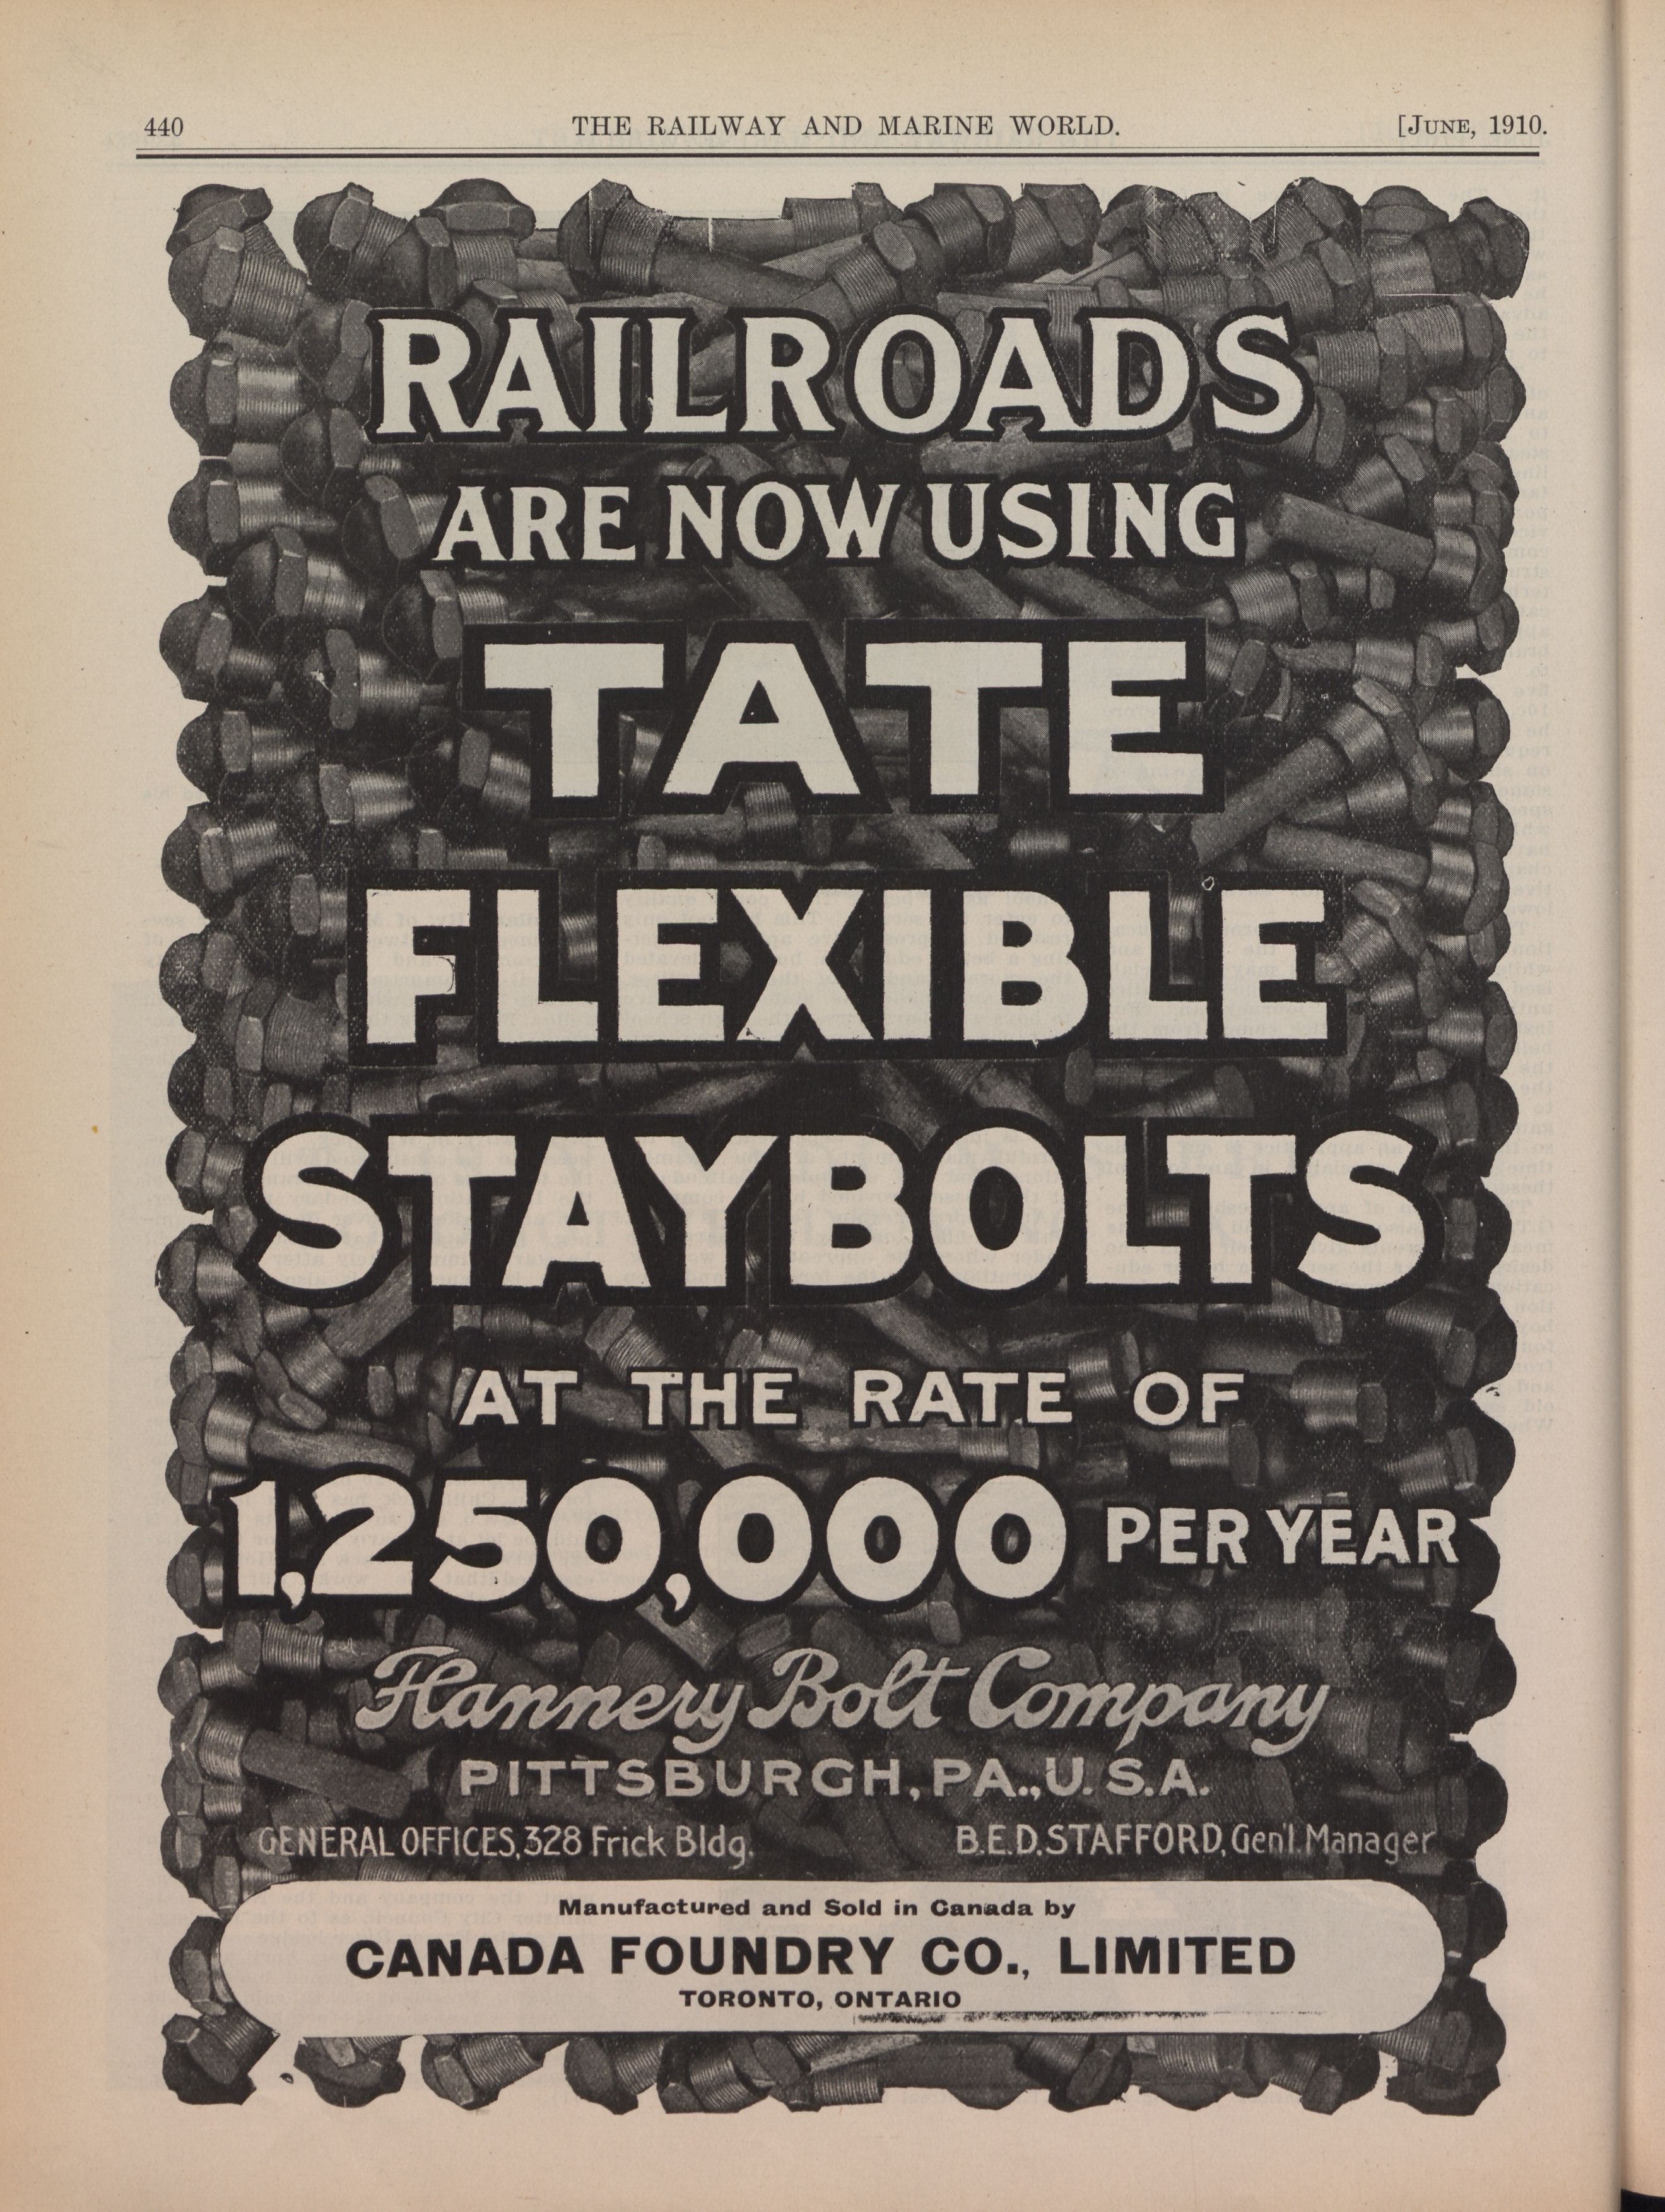 440 THE RAILWAY AND MARINE WORLD. [JUNE, 1910.
RAILROADS
ARE NOW USING
TATE
FLEXIBLE
STAYBOLTS
AT THE RATE OF
1,250,000 PER YEAR
Flannery Bolt Company
PITTSBURGH, PA., U.S.A.
GENERAL OFFICES, 328 Frick Bldg. B.E.D. STAFFORD, Gen'l. Manager
Manufactured and Sold in Canada by
CANADA FOUNDRY CO., LIMITED
TORONTO, ONTARIO